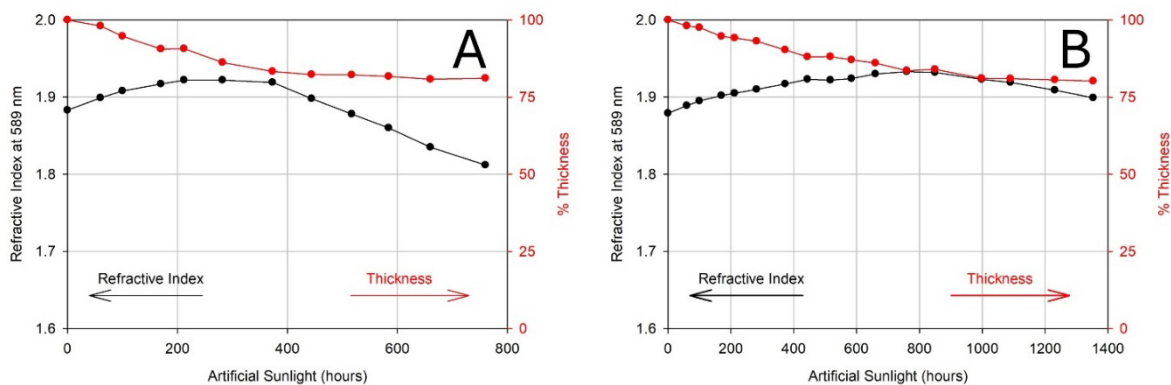 A
2.0
1.9
1.8
1.7
1.6
Refractive Index at 589 nm
100
75
50
25
0
% Thickness
Refractive Index
Thickness
0
200
400
600
800
Artificial Sunlight (hours)
B
2.0
1.9
1.8
1.7
1.6
Refractive Index at 589 nm
100
75
50
25
0
% Thickness
Refractive Index
Thickness
0
200
400
600
800
1000
1200
1400
Artificial Sunlight (hours)